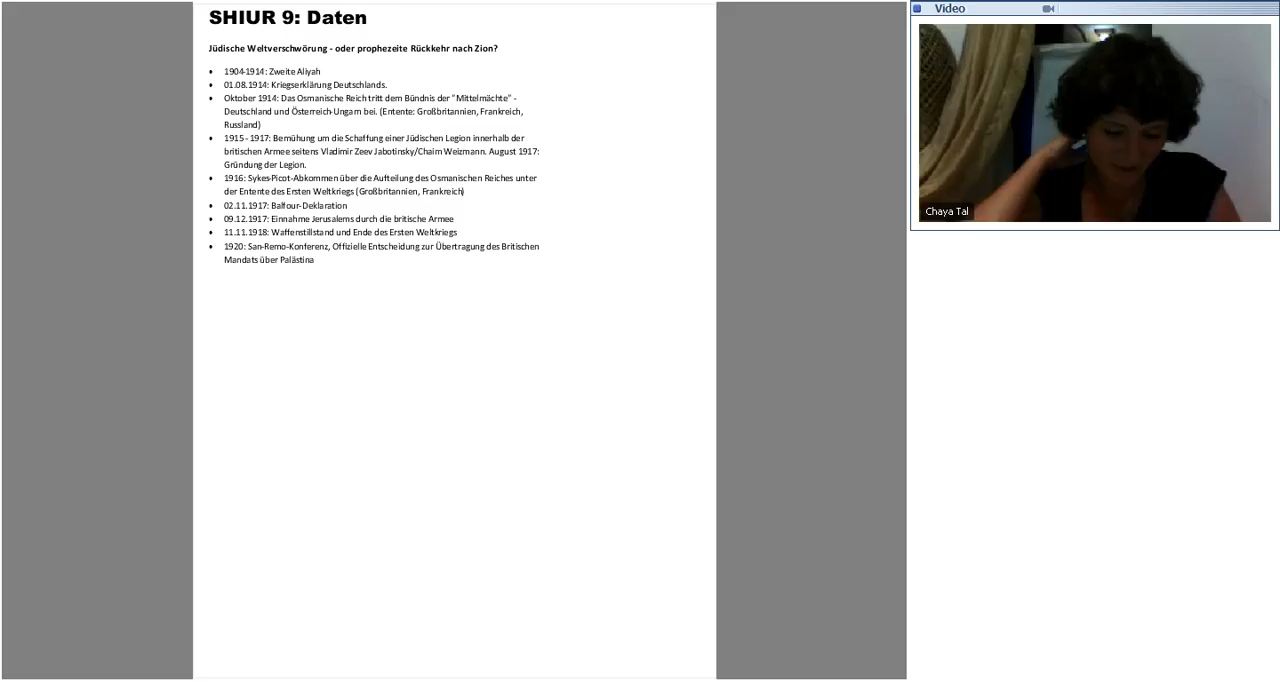 SHIUR 9: Daten
Jüdische Weltverschwörung - oder prophezeite Rückkehr nach Zion?
• 1904-1914: Zweite Aliyah
• 01.08.1914: Kriegserklärung Deutschlands.
• Oktober 1914: Das Osmanische Reich tritt dem Bündnis der "Mittelmächte" -
Deutschland und Österreich-Ungarn bei. (Entente: Großbritannien, Frankreich,
Russland)
• 1915 - 1917: Bemühung um die Schaffung einer Jüdischen Legion innerhalb der
britischen Armee seitens Vladimir Zeev Jabotinsky/Chaim Weizmann. August 1917:
Gründung der Legion.
• 1916: Sykes-Picot-Abkommen über die Aufteilung des Osmanischen Reiches unter
der Entente des Ersten Weltkriegs (Großbritannien, Frankreich)
• 02.11.1917: Balfour-Deklaration
• 09.12.1917: Einnahme Jerusalems durch die britische Armee
• 11.11.1918: Waffenstillstand und Ende des Ersten Weltkriegs
• 1920: San-Remo-Konferenz, Offizielle Entscheidung zur Übertragung des Britischen
Mandats über Palästina
Video
Chaya Tal